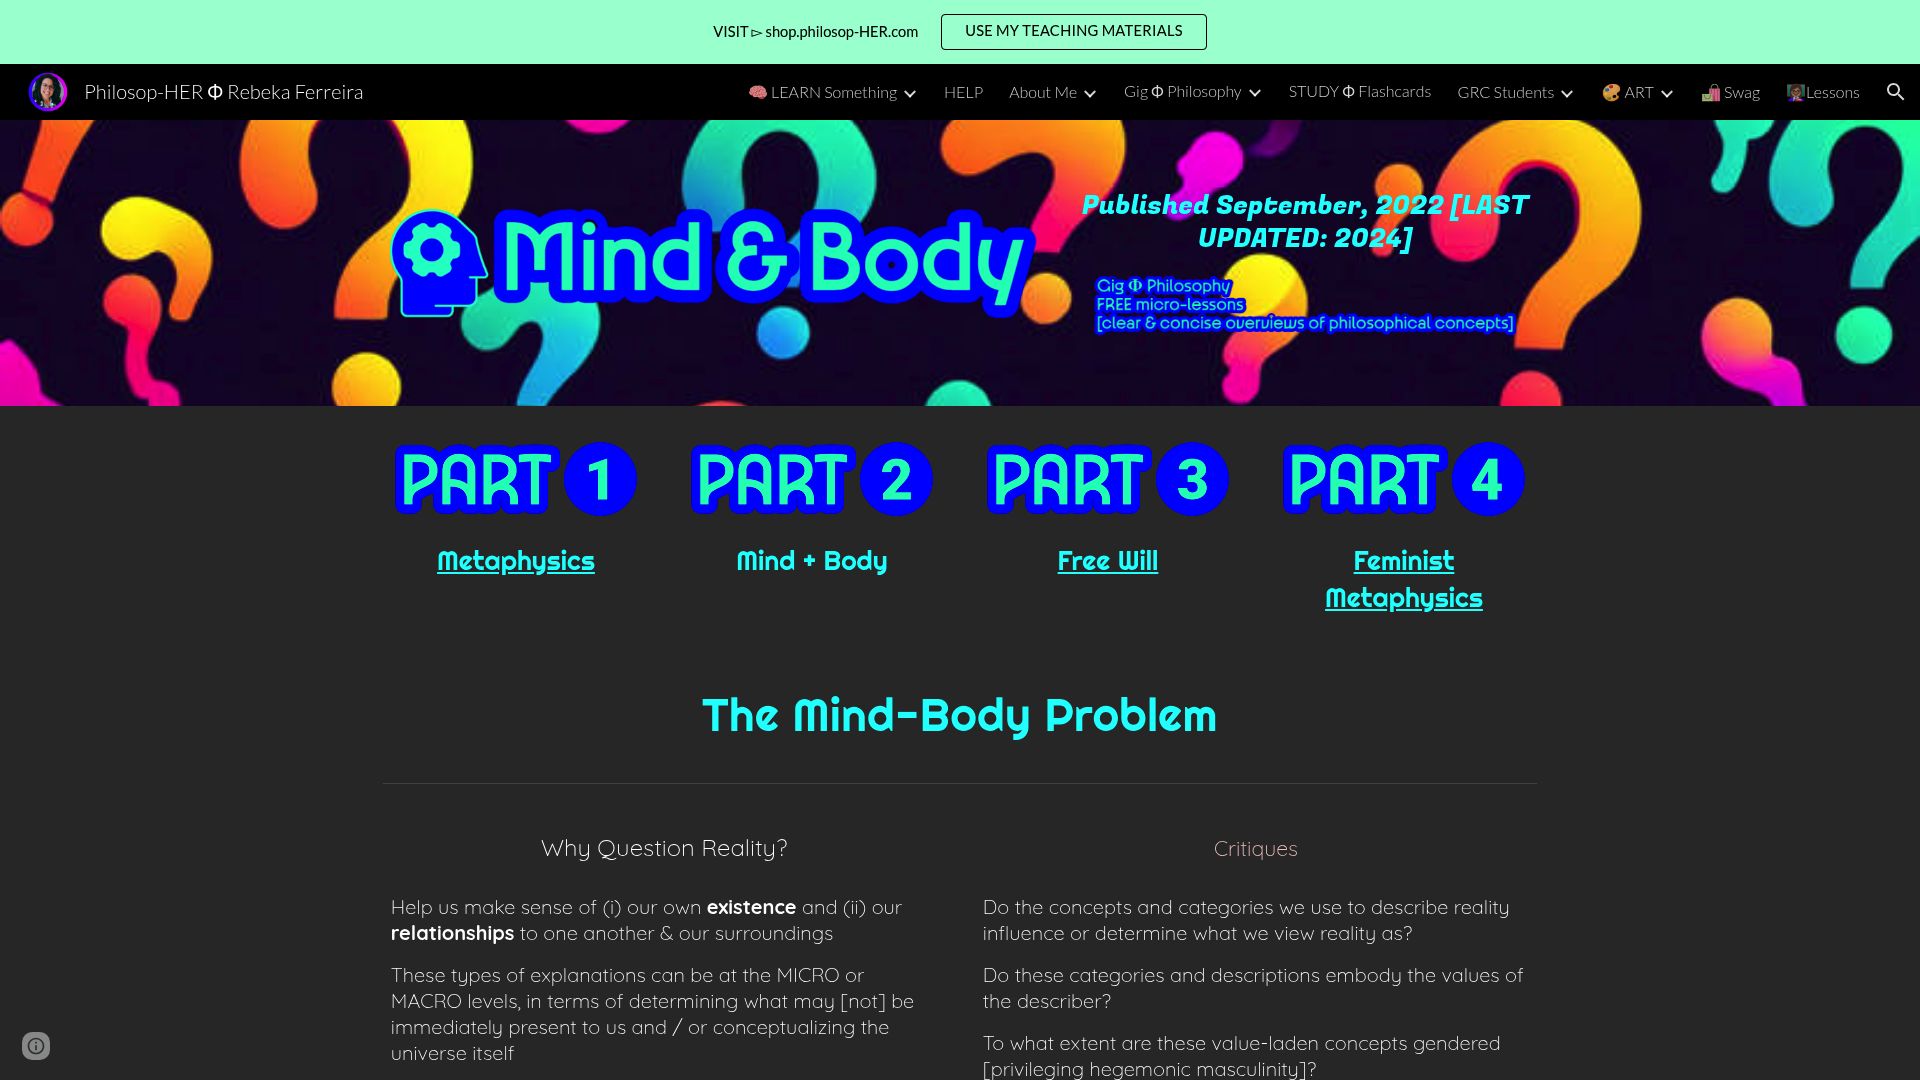 VISIT ▻ shop.philosop-HER.com
USE MY TEACHING MATERIALS
Philosop-HER Φ Rebeka Ferreira
🧠 LEARN Something
HELP
About Me
Gig Φ Philosophy
STUDY Φ Flashcards
GRC Students
🎨 ART
🛍️ Swag
👩🏽‍🏫Lessons
Mind & Body
Published September, 2022 [LAST
UPDATED: 2024]
Gig Φ Philosophy
FREE micro-lessons
[clear & concise overviews of philosophical concepts]
PART 1
PART 2
PART 3
PART 4
Metaphysics
Mind + Body
Free Will
Feminist
Metaphysics
The Mind-Body Problem
Why Question Reality?
Help us make sense of (i) our own existence and (ii) our
relationships to one another & our surroundings
These types of explanations can be at the MICRO or
MACRO levels, in terms of determining what may [not] be
immediately present to us and / or conceptualizing the
universe itself
Critiques
Do the concepts and categories we use to describe reality
influence or determine what we view reality as?
Do these categories and descriptions embody the values of
the describer?
To what extent are these value-laden concepts gendered
[privileging hegemonic masculinity]?